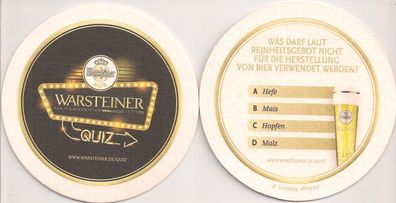 Warsteiner
WARSTEINER
QUIZ
WWW.WARSTEINER.DE/QUIZ
WAS DARF LAUT
REINHEITSGEBOT NICHT
FÜR DIE HERSTELLUNG
VON BIER VERWENDET WERDEN?
A Hefe
B Mais
C Hopfen
D Malz
WWW.WARSTEINER.DE/QUIZ